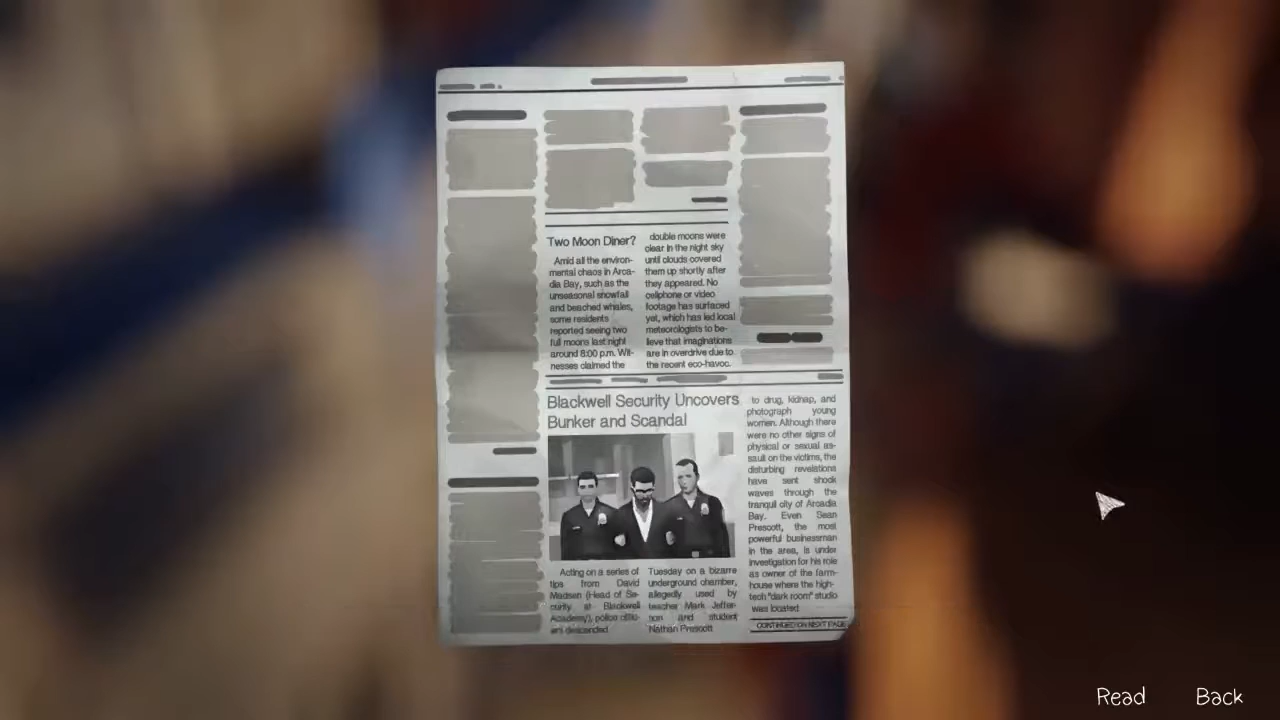 Two Moon Diner?
Amid all the environ-
mental chaos in Arca-
dia Bay, such as the
unseasonal snowfall
and beached whales,
some residents
reported seeing two
full moons last night
around 8:00 p.m. Wit-
nesses claimed the
double moons were
clear in the night sky
until clouds covered
them up shortly after
they appeared. No
cellphone or video
footage has surfaced
yet, which has led local
meteorologists to be-
lieve that imaginations
are in overdrive due to
the recent eco-havoc.
Blackwell Security Uncovers
Bunker and Scandal
Acting on a series of
tips from David
Madsen (Head of Se-
curity at Blackwell
Academy), police offic-
ers descended
Tuesday on a bizarre
underground chamber,
allegedly used by
teacher Mark Jeffer-
son and student
Nathan Prescott
to drug, kidnap, and
photograph young
women. Although there
were no other signs of
physical or sexual as-
sault on the victims, the
disturbing revelations
have sent shock
waves through the
tranquil city of Arcadia
Bay. Even Sean
Prescott, the most
powerful businessman
in the area, is under
investigation for his role
as owner of the farm-
house where the high-
tech "dark room" studio
was located.
CONTINUED ON NEXT PAGE
Read
Back